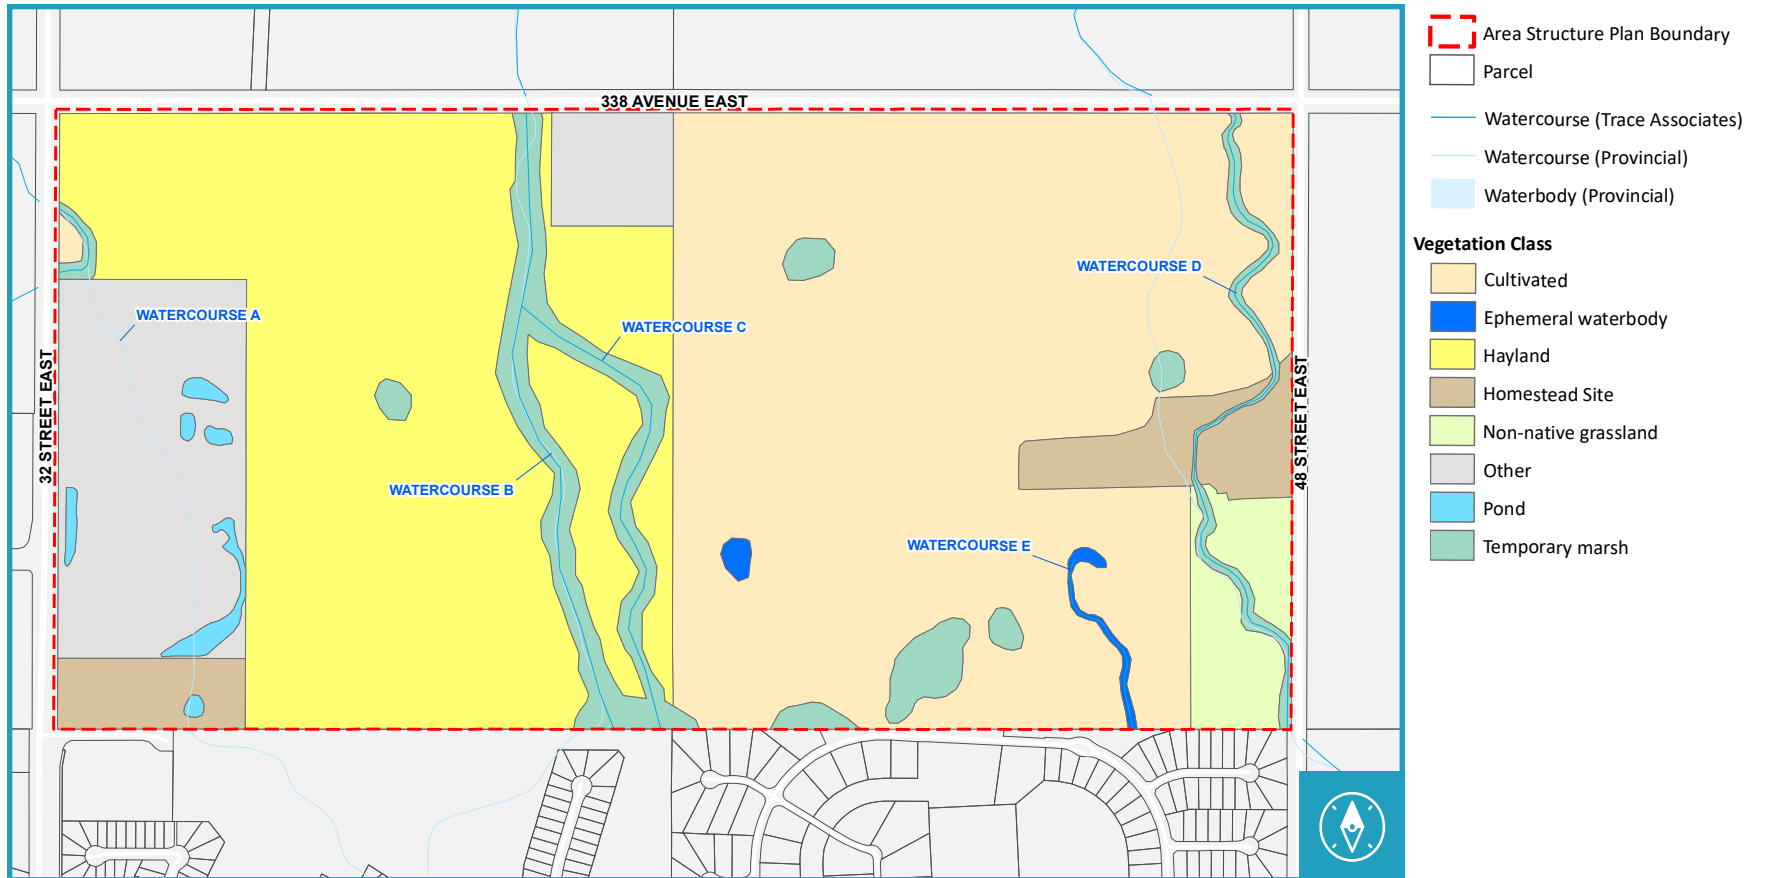 338 AVENUE EAST
WATERCOURSE D
WATERCOURSE A
WATERCOURSE C
32 STREET EAST
48 STREET EAST
WATERCOURSE B
WATERCOURSE E
Area Structure Plan Boundary
Parcel
Watercourse (Trace Associates)
Watercourse (Provincial)
Waterbody (Provincial)
Vegetation Class
Cultivated
Ephemeral waterbody
Hayland
Homestead Site
Non-native grassland
Other
Pond
Temporary marsh